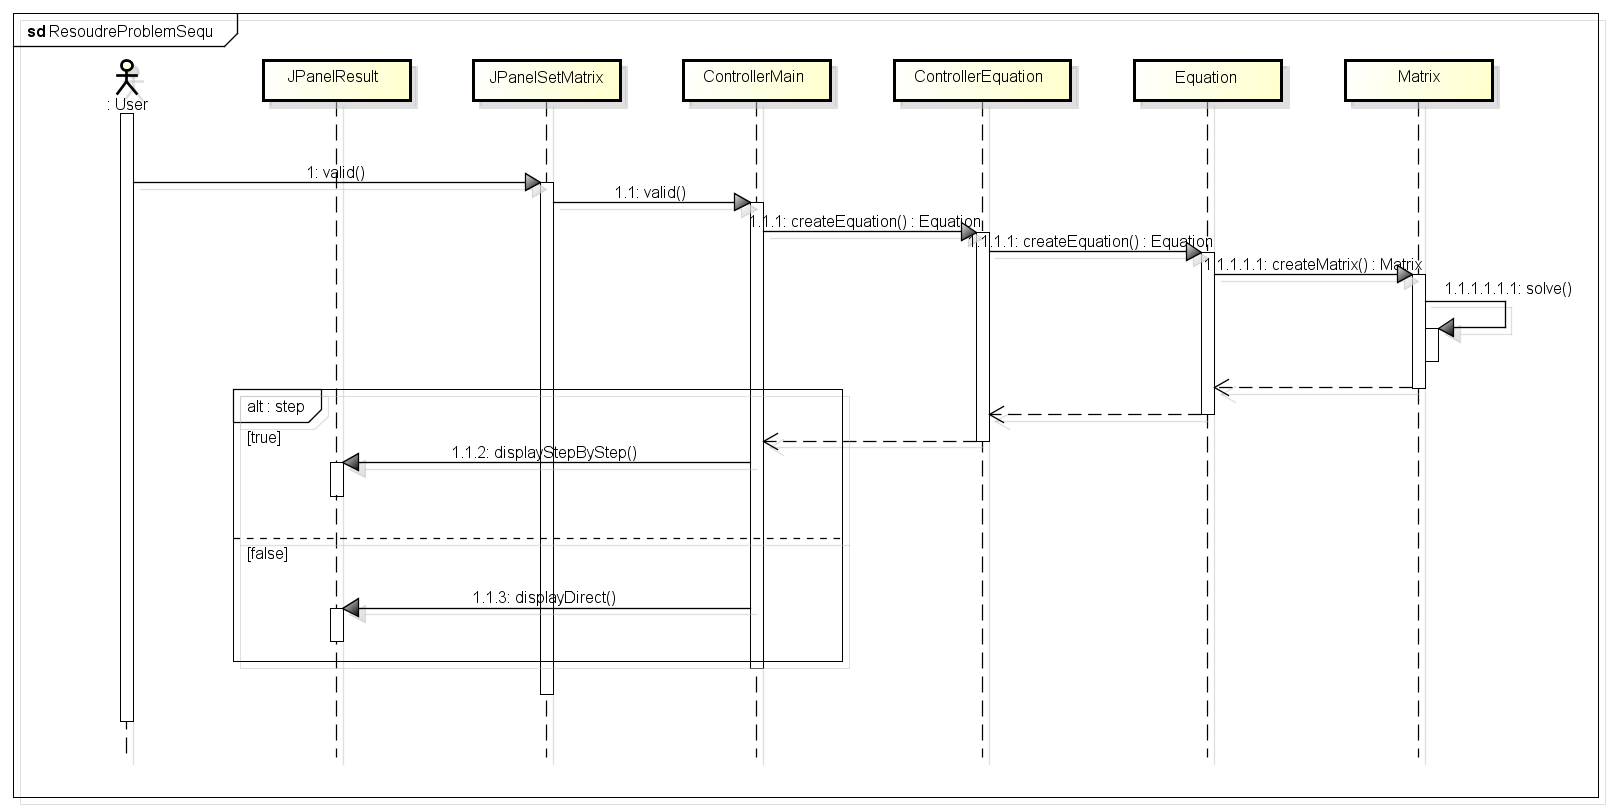 sd ResoudreProblemSequ
: User
JPanelResult
JPanelSetMatrix
ControllerMain
ControllerEquation
Equation
Matrix
1: valid()
1.1: valid()
1.1.1: createEquation() : Equation
1.1.1.1: createEquation() : Equation
1.1.1.1.1: createMatrix() : Matrix
1.1.1.1.1.1: solve()
alt : step
[true]
1.1.2: displayStepByStep()
[false]
1.1.3: displayDirect()